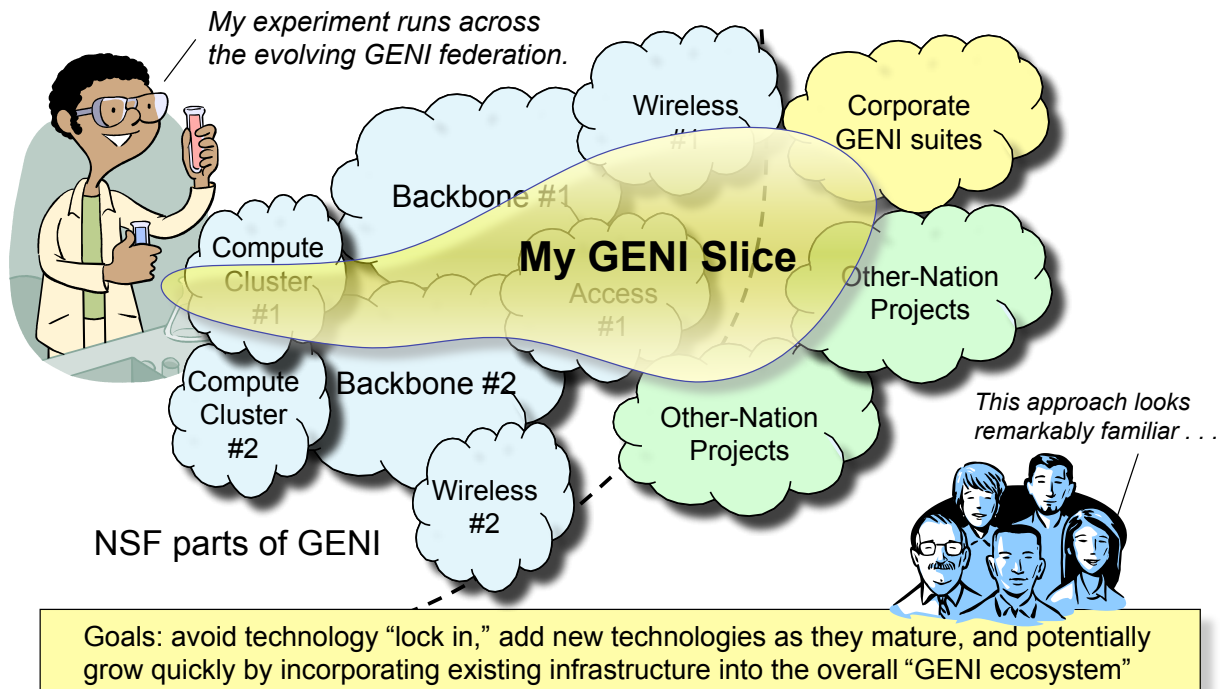 My experiment runs across
the evolving GENI federation.
Wireless
#1
Corporate
GENI suites
Backbone #1
Compute
Cluster
#1
My GENI Slice
Access
#1
Other-Nation
Projects
Compute
Cluster
#2
Backbone #2
Other-Nation
Projects
This approach looks
remarkably familiar . . .
Wireless
#2
NSF parts of GENI
Goals: avoid technology “lock in,” add new technologies as they mature, and potentially
grow quickly by incorporating existing infrastructure into the overall “GENI ecosystem”